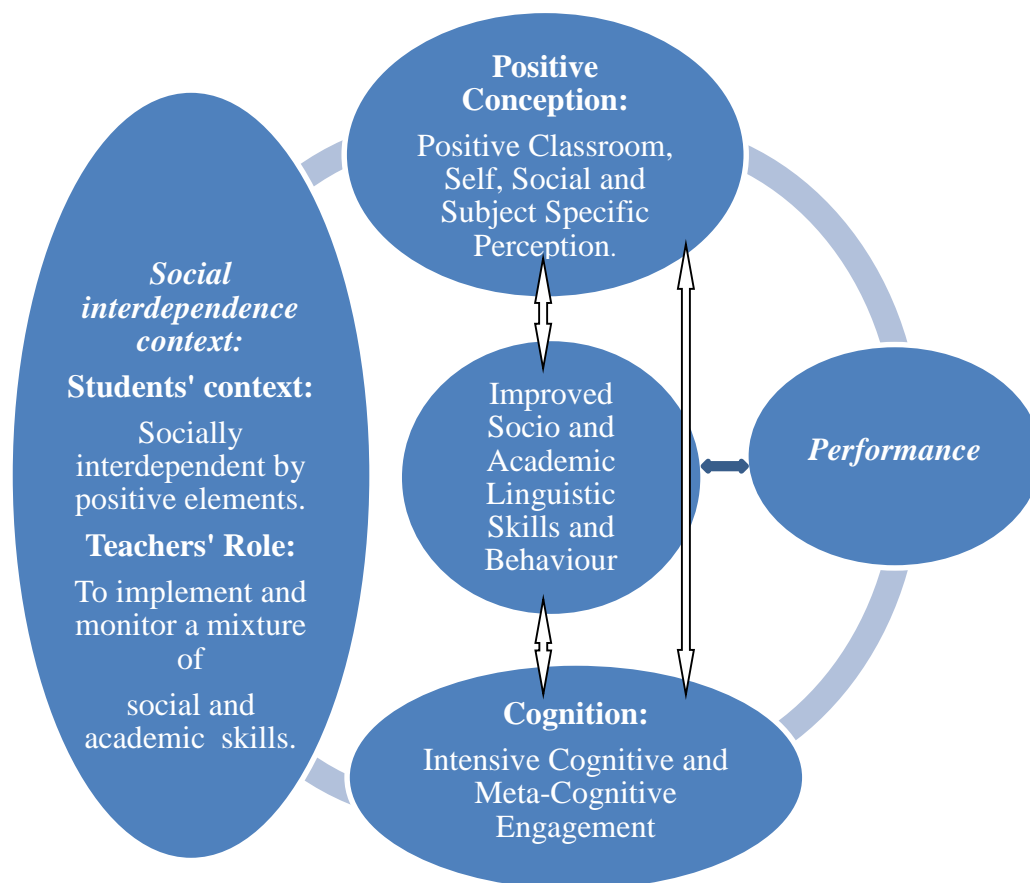 Positive
Conception:
Positive Classroom,
Self, Social and
Subject Specific
Perception.
Social
interdependence
context:
Students' context:
Socially
interdependent by
positive elements.
Teachers' Role:
To implement and
monitor a mixture
of
social and
academic skills.
Improved
Socio and
Academic
Linguistic
Skills and
Behaviour
Performance
Cognition:
Intensive Cognitive and
Meta-Cognitive
Engagement